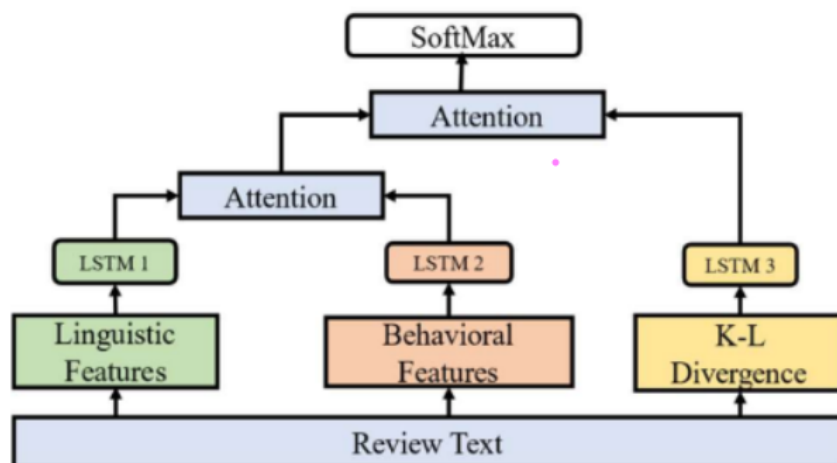 SoftMax
Attention
Attention
LSTM 1
LSTM 2
LSTM 3
Linguistic
Features
Behavioral
Features
K-L
Divergence
Review Text